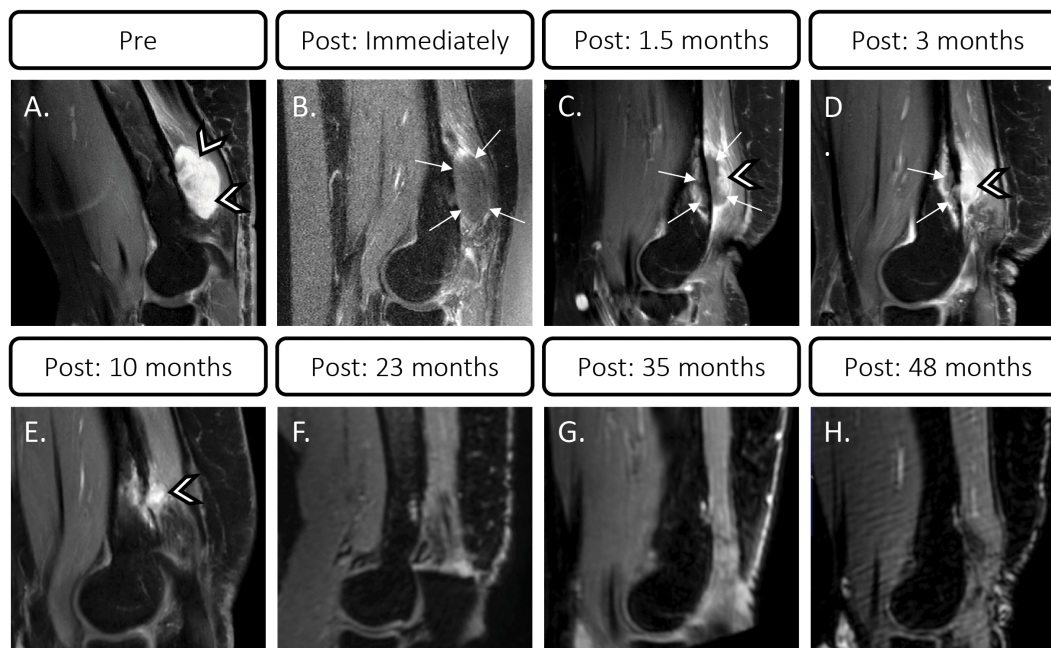 Pre
Post: Immediately
Post: 1.5 months
Post: 3 months
A.
B.
C.
D
Post: 10 months
Post: 23 months
Post: 35 months
Post: 48 months
E.
F.
G.
H.